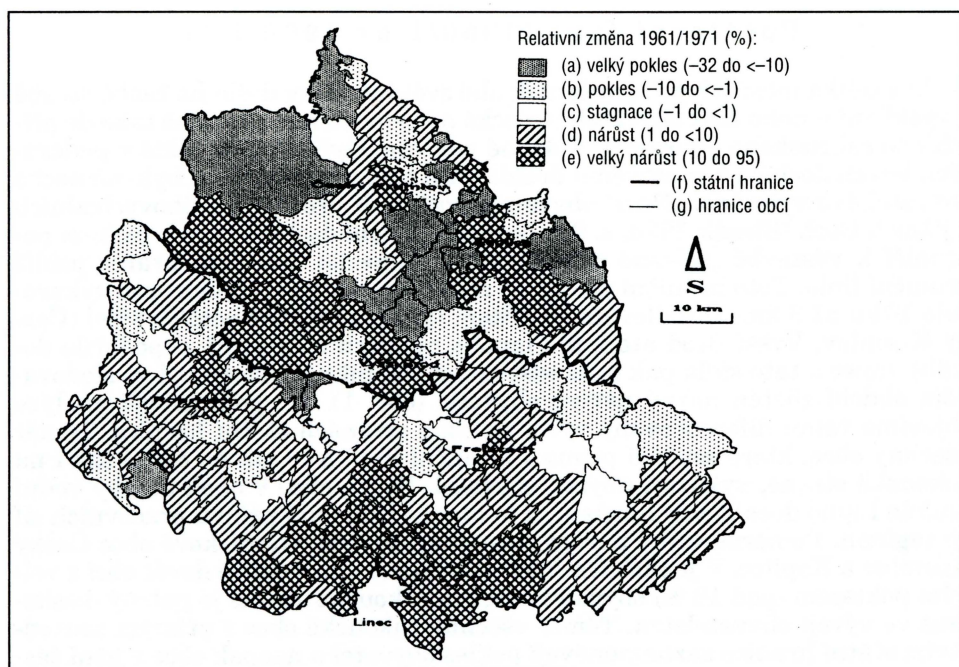 Relativní změna 1961/1971 (%):
(a) velký pokles (–32 do <–10)
(b) pokles (–10 do <–1)
(c) stagnace (–1 do <1)
(d) nárůst (1 do <10)
(e) velký nárůst (10 do 95)
(f) státní hranice
(g) hranice obcí
S
10 km
Linec